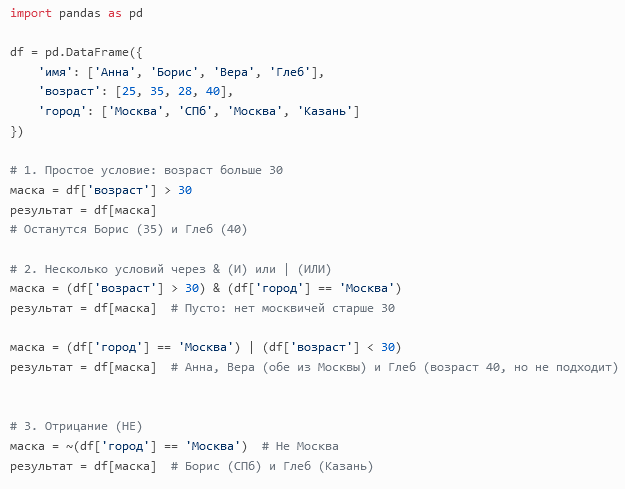 import pandas as pd

df = pd.DataFrame({
    'имя': ['Анна', 'Борис', 'Вера', 'Глеб'],
    'возраст': [25, 35, 28, 40],
    'город': ['Москва', 'СПб', 'Москва', 'Казань']
})

# 1. Простое условие: возраст больше 30
маска = df['возраст'] > 30
результат = df[маска]
# Останутся Борис (35) и Глеб (40)

# 2. Несколько условий через & (И) или | (ИЛИ)
маска = (df['возраст'] > 30) & (df['город'] == 'Москва')
результат = df[маска]  # Пусто: нет москвичей старше 30

маска = (df['город'] == 'Москва') | (df['возраст'] < 30)
результат = df[маска]  # Анна, Вера (обе из Москвы) и Глеб (возраст 40, но не подходит)


# 3. Отрицание (НЕ)
маска = ~(df['город'] == 'Москва')  # Не Москва
результат = df[маска]  # Борис (СПб) и Глеб (Казань)